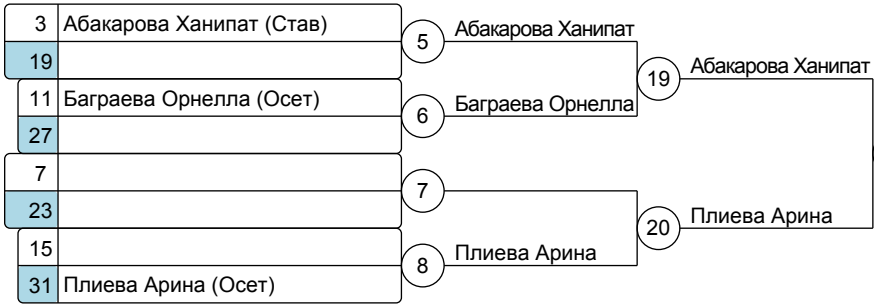 3 Абакарова Ханипат (Став)
19
11 Баграева Орнелла (Осет)
27
7
23
15
31 Плиева Арина (Осет)
5 Абакарова Ханипат
6 Баграева Орнелла
7
8 Плиева Арина
19 Абакарова Ханипат
20 Плиева Арина